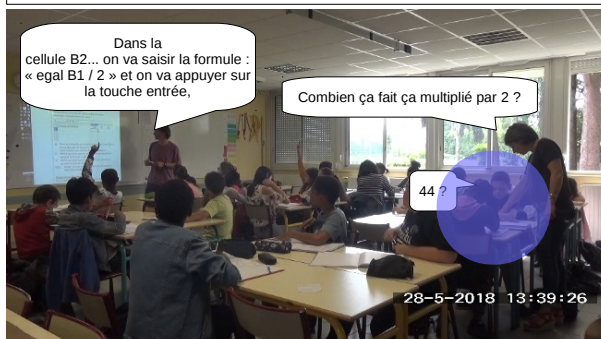 Dans la
cellule B2... on va saisir la formule :
« egal B1 / 2 » et on va appuyer sur
la touche entrée,
Combien ça fait ça multiplié par 2 ?
44 ?
28-5-2018 13:39:26